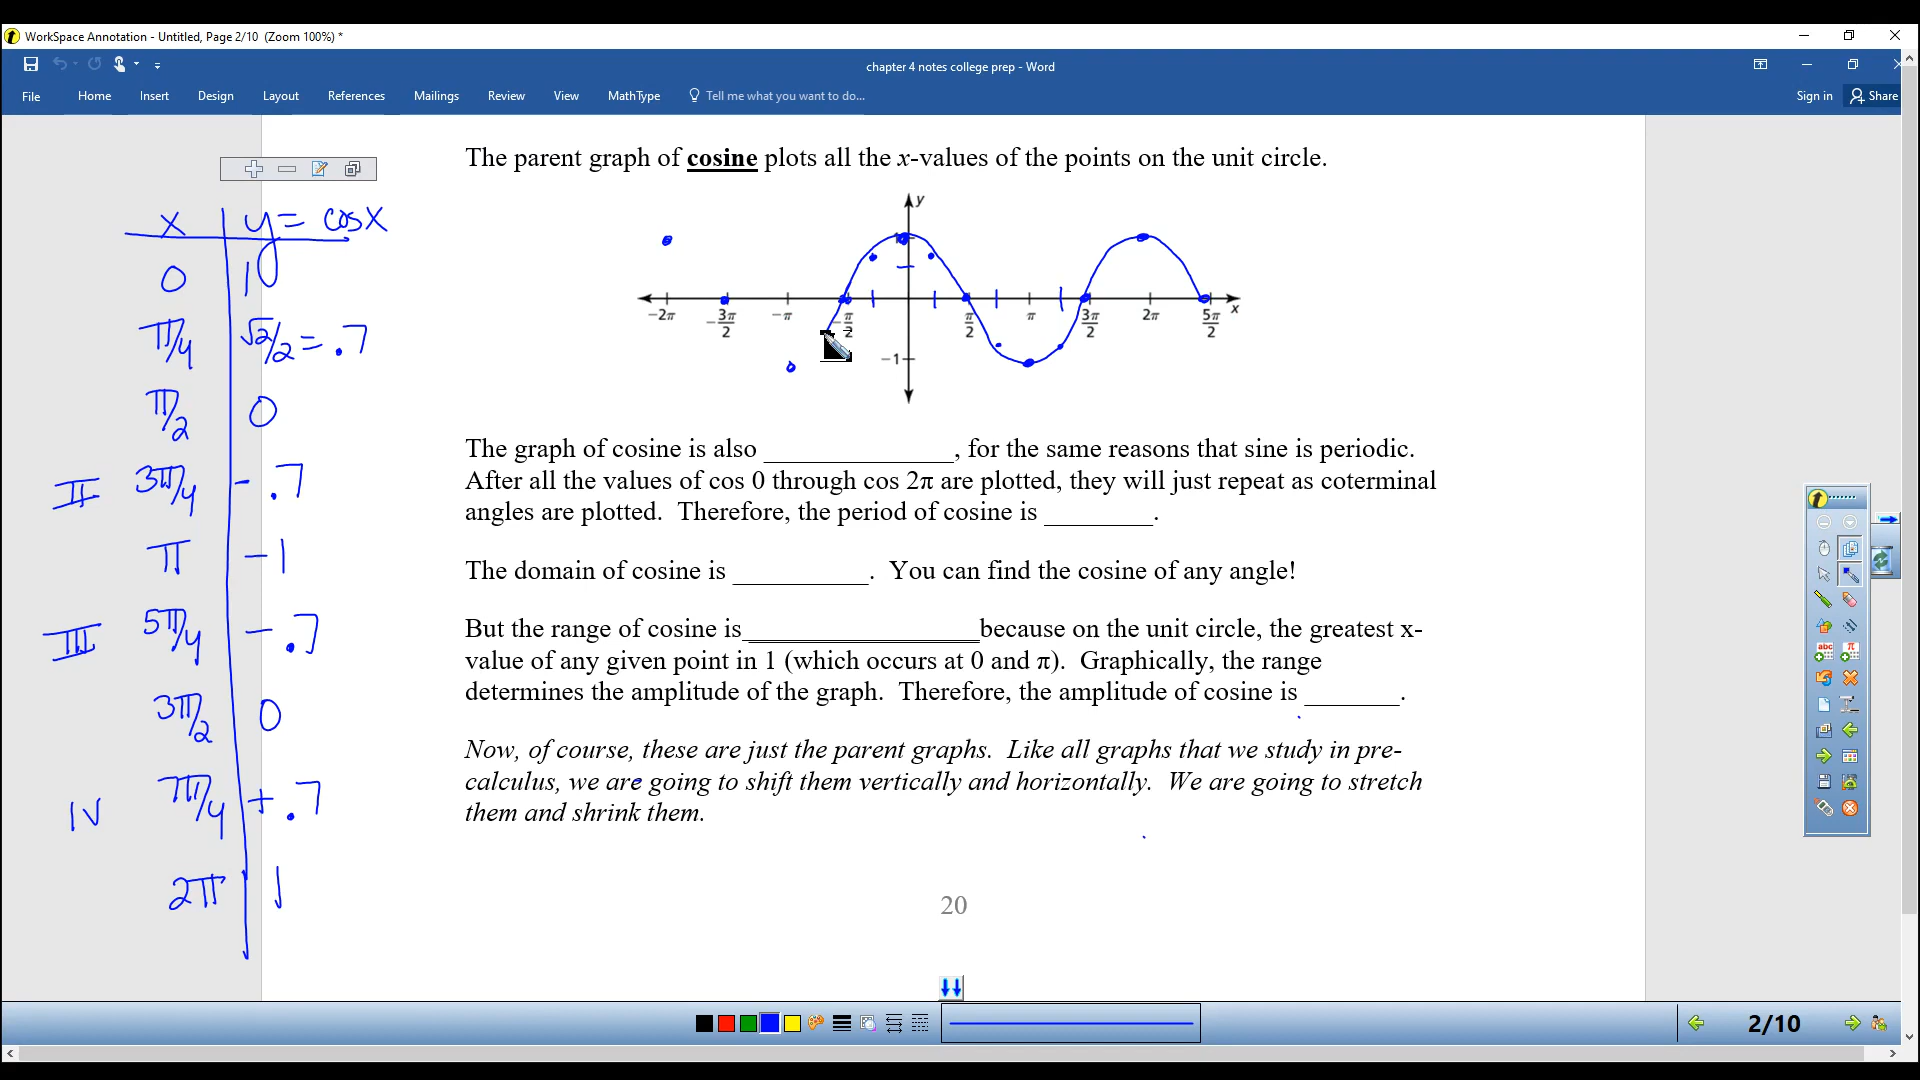 WorkSpace Annotation - Untitled, Page 2/10 (Zoom 100%) *
chapter 4 notes college prep - Word
File Home Insert Design Layout References Mailings Review View MathType Tell me what you want to do... Sign in Share
The parent graph of cosine plots all the x-values of the points on the unit circle.
x y = cosx
0 1
π/4 √2/2 = .7
π/2 0
II 3π/4 - .7
π -1
III 5π/4 - .7
3π/2 0
IV 7π/4 + .7
2π 1
y
1
-2π -3π/2 -π -π/2 π/2 π 3π/2 2π 5π/2 x
-1
The graph of cosine is also ______________, for the same reasons that sine is periodic.
After all the values of cos 0 through cos 2π are plotted, they will just repeat as coterminal
angles are plotted. Therefore, the period of cosine is ________.
The domain of cosine is __________. You can find the cosine of any angle!
But the range of cosine is_________________because on the unit circle, the greatest x-
value of any given point in 1 (which occurs at 0 and π). Graphically, the range
determines the amplitude of the graph. Therefore, the amplitude of cosine is _______.
Now, of course, these are just the parent graphs. Like all graphs that we study in pre-
calculus, we are going to shift them vertically and horizontally. We are going to stretch
them and shrink them.
20
abc
π
2/10